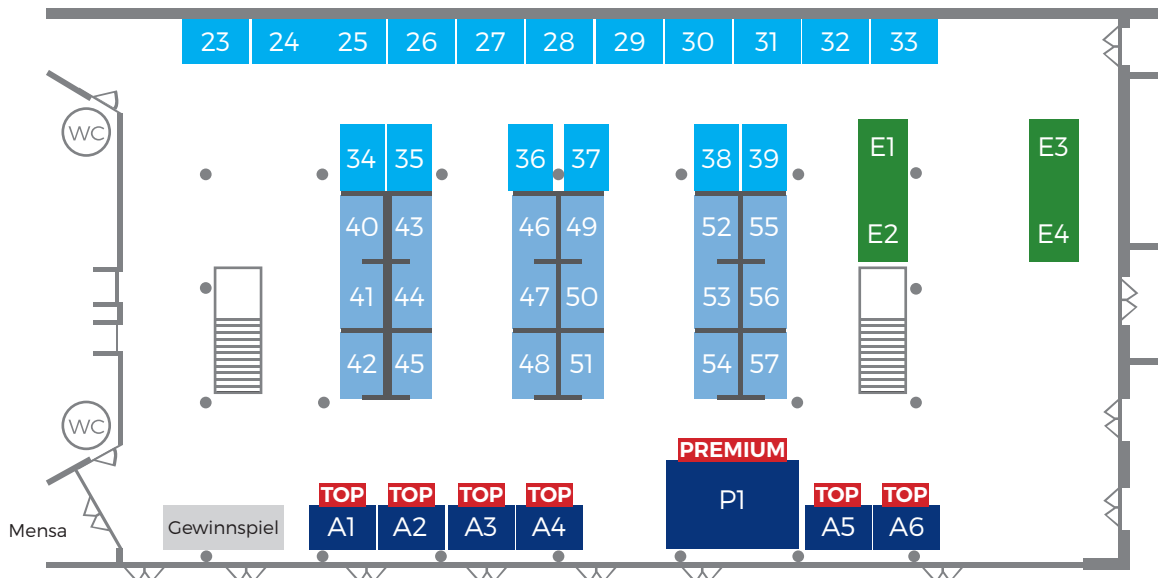 23 24 25 26 27 28 29 30 31 32 33
WC
34 35 36 37 38 39
E1 E3
40 43 46 49 52 55
E2 E4
41 44 47 50 53 56
42 45 48 51 54 57
WC
PREMIUM
P1
TOP TOP TOP TOP TOP TOP
Mensa Gewinnspiel A1 A2 A3 A4 A5 A6